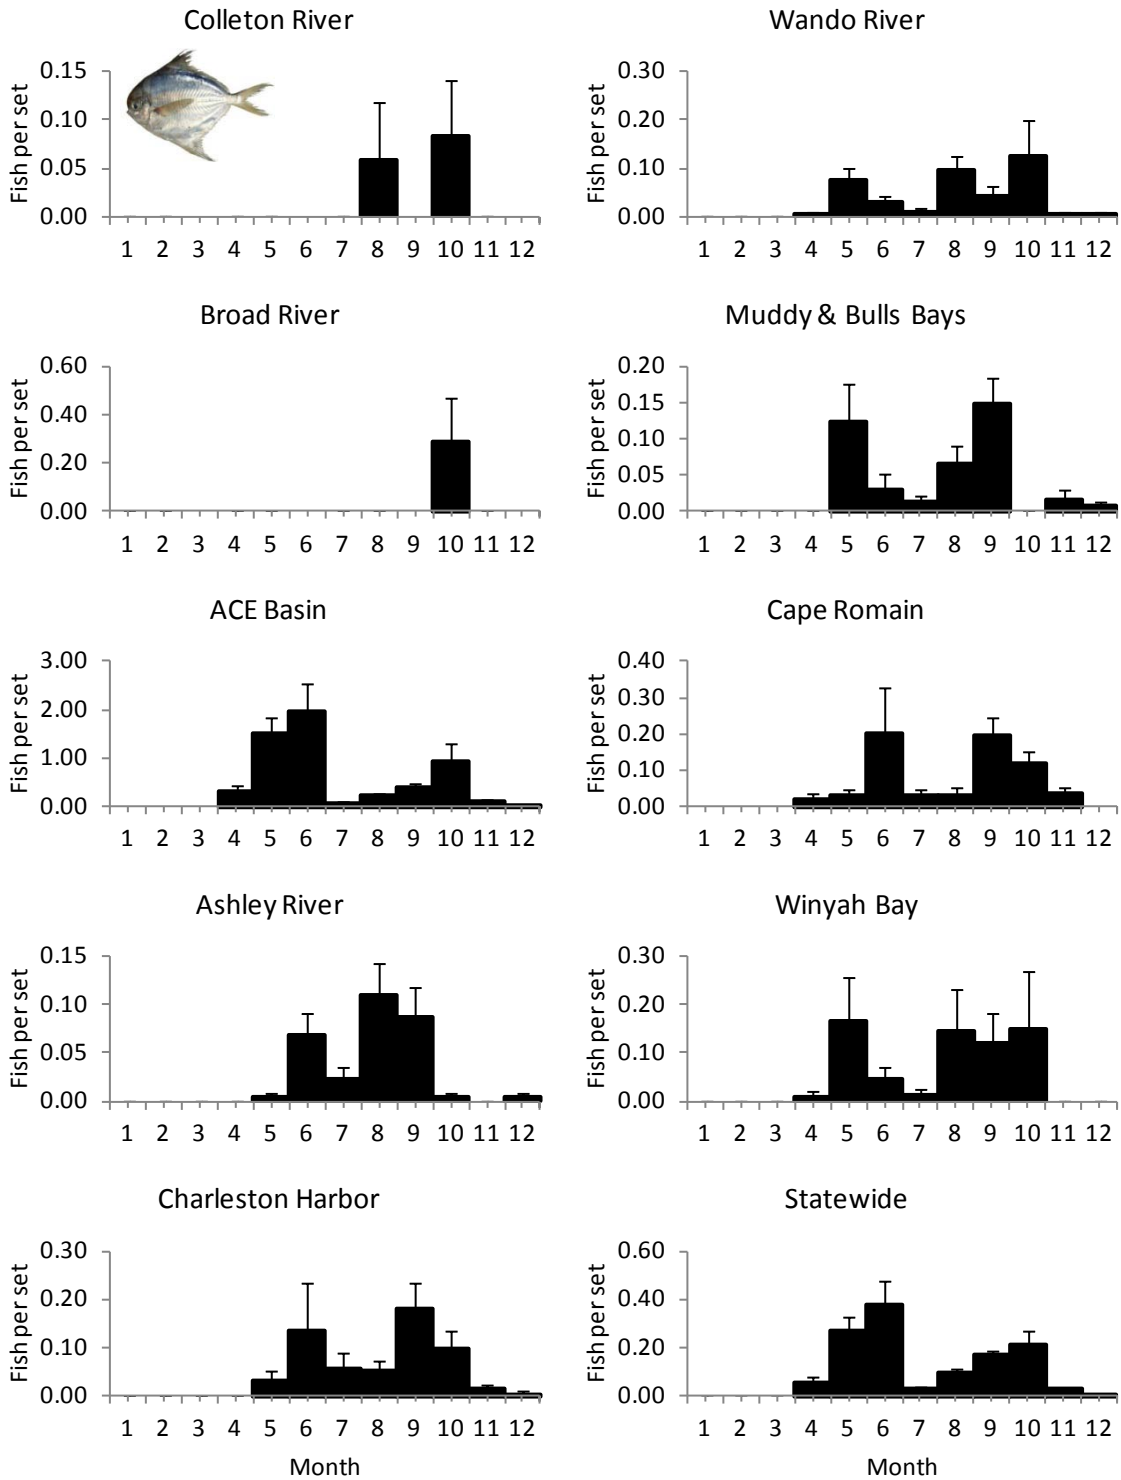 Colleton River
Fish per set
0.15
0.10
0.05
0.00
1 2 3 4 5 6 7 8 9 10 11 12
Wando River
Fish per set
0.30
0.20
0.10
0.00
1 2 3 4 5 6 7 8 9 10 11 12
Broad River
Fish per set
0.60
0.40
0.20
0.00
1 2 3 4 5 6 7 8 9 10 11 12
Muddy & Bulls Bays
Fish per set
0.20
0.15
0.10
0.05
0.00
1 2 3 4 5 6 7 8 9 10 11 12
ACE Basin
Fish per set
3.00
2.00
1.00
0.00
1 2 3 4 5 6 7 8 9 10 11 12
Cape Romain
Fish per set
0.40
0.30
0.20
0.10
0.00
1 2 3 4 5 6 7 8 9 10 11 12
Ashley River
Fish per set
0.15
0.10
0.05
0.00
1 2 3 4 5 6 7 8 9 10 11 12
Winyah Bay
Fish per set
0.30
0.20
0.10
0.00
1 2 3 4 5 6 7 8 9 10 11 12
Charleston Harbor
Fish per set
0.30
0.20
0.10
0.00
1 2 3 4 5 6 7 8 9 10 11 12
Month
Statewide
Fish per set
0.60
0.40
0.20
0.00
1 2 3 4 5 6 7 8 9 10 11 12
Month